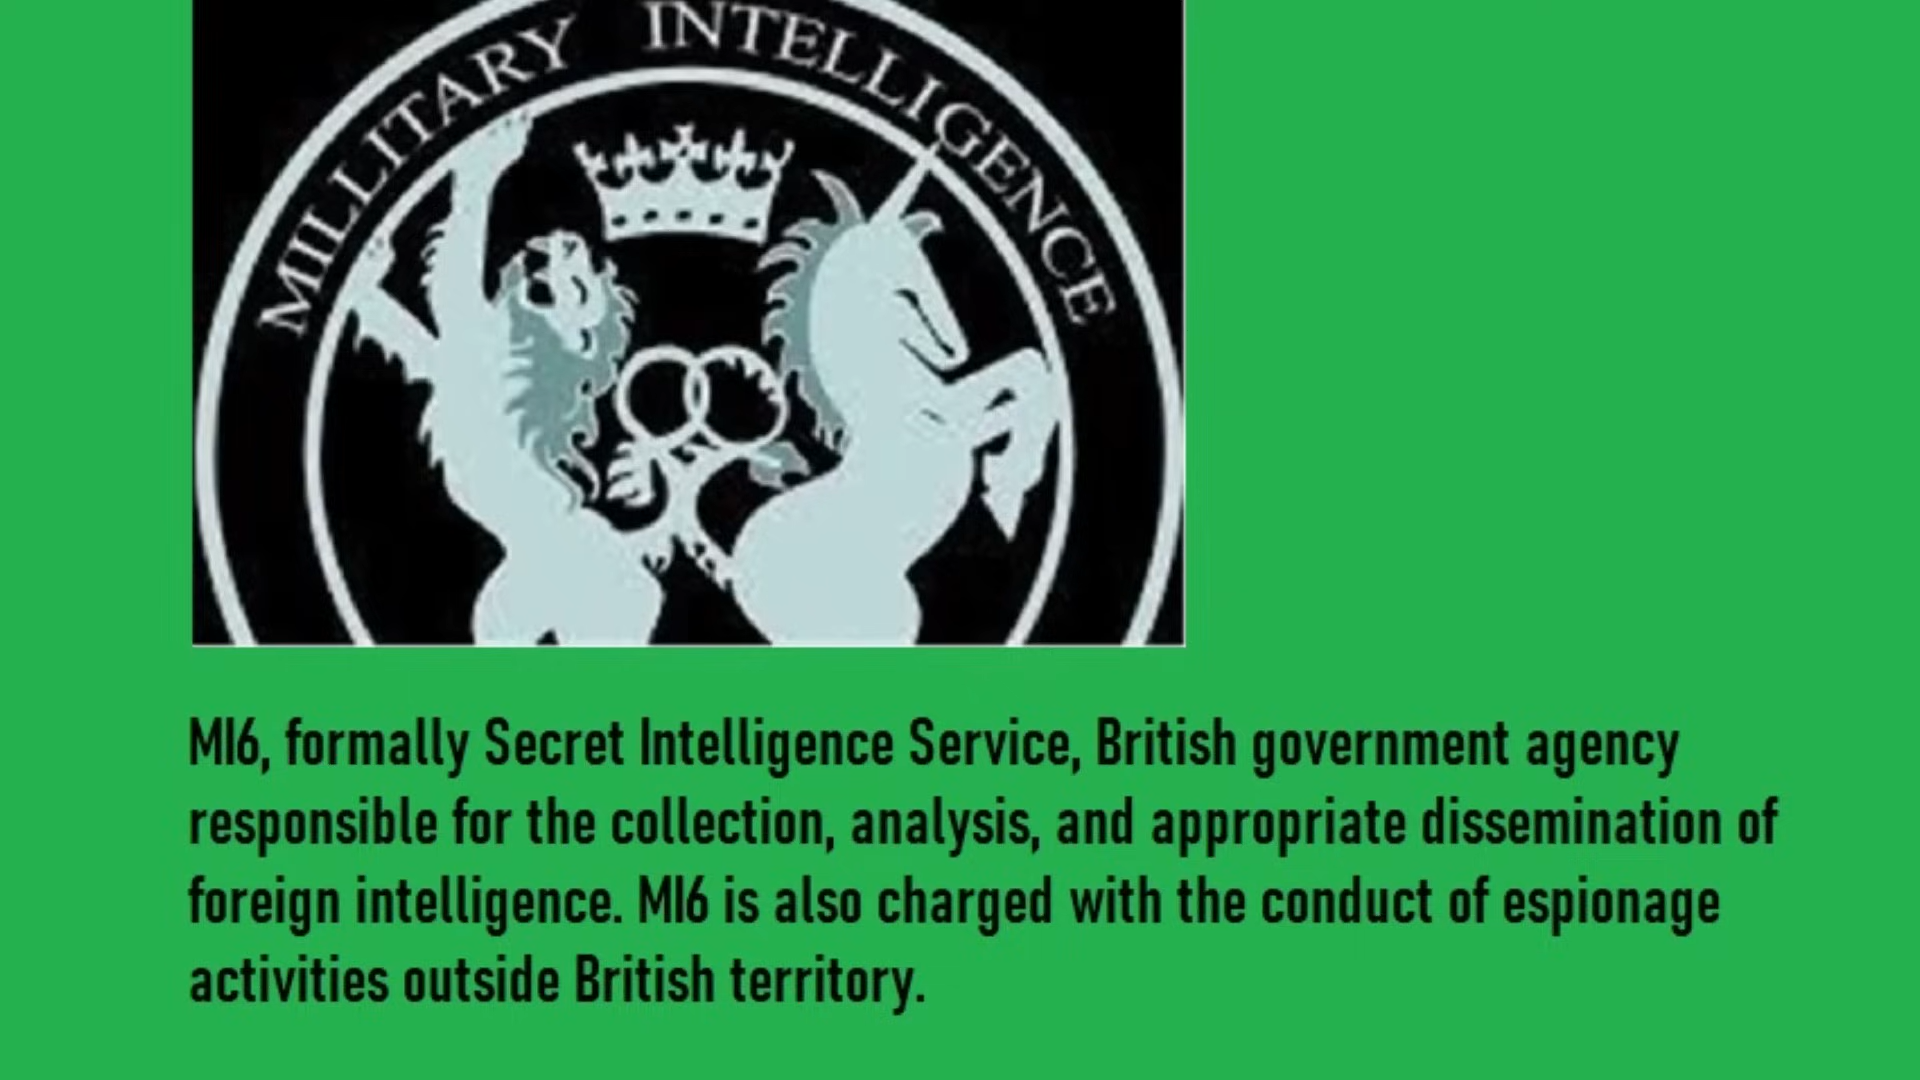 MILLITARY INTELLIGENCE
MI6, formally Secret Intelligence Service, British government agency
responsible for the collection, analysis, and appropriate dissemination of
foreign intelligence. MI6 is also charged with the conduct of espionage
activities outside British territory.